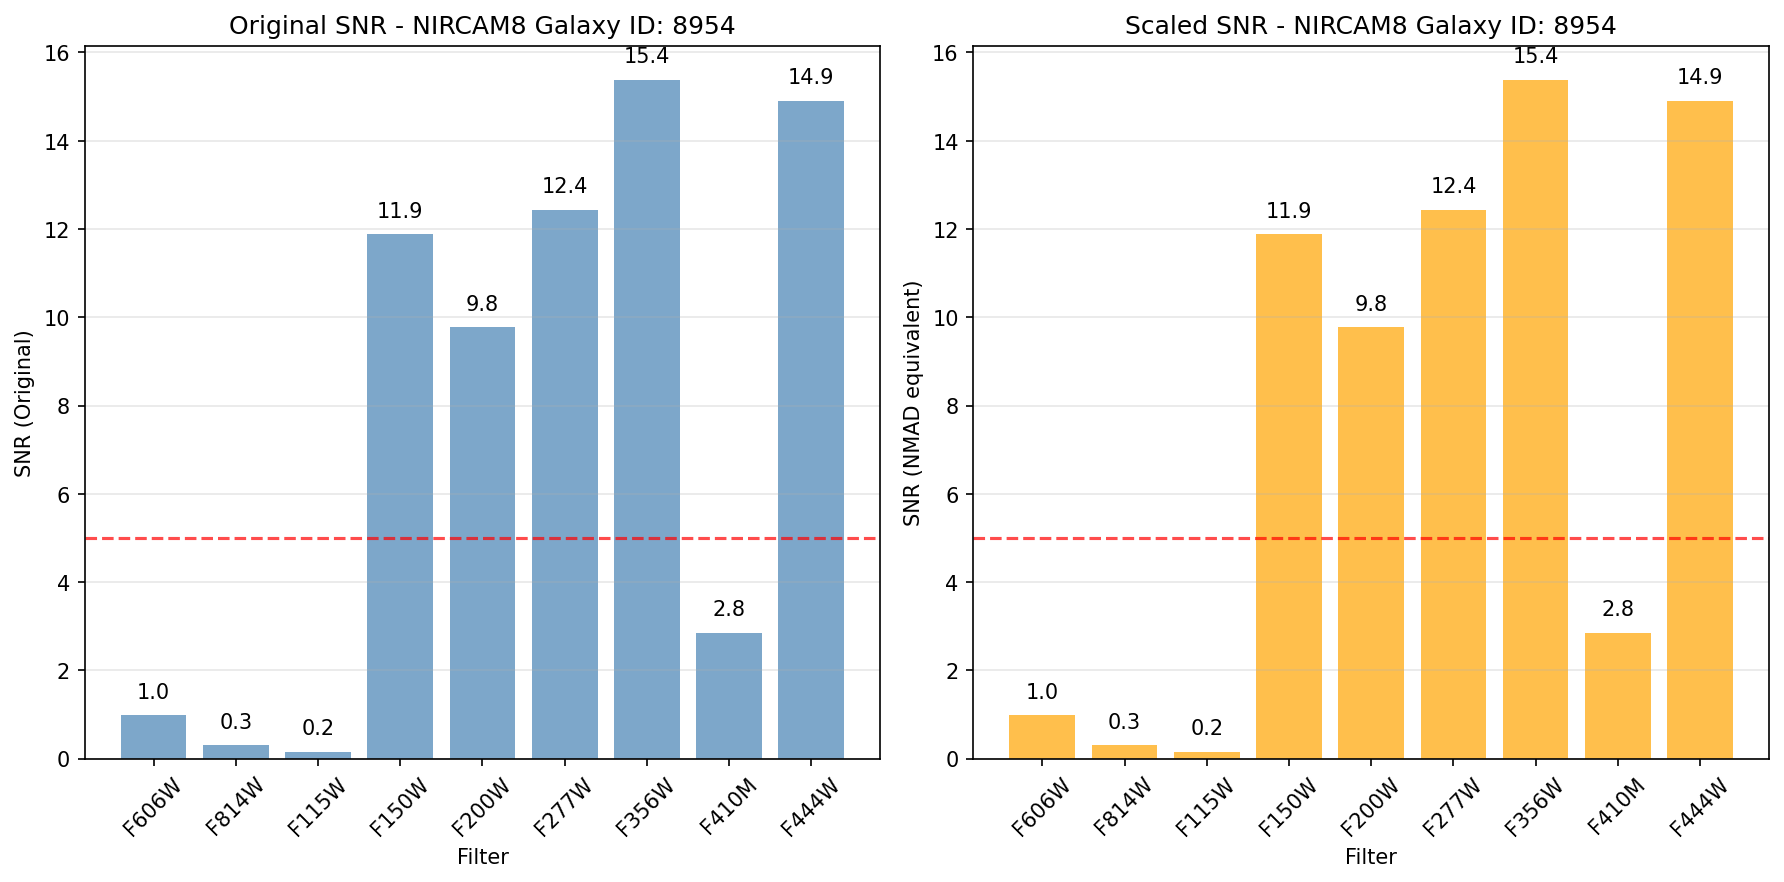 Original SNR - NIRCAM8 Galaxy ID: 8954
SNR (Original)
16
14
12
10
8
6
4
2
0
1.0
0.3
0.2
11.9
9.8
12.4
15.4
2.8
14.9
F606W
F814W
F115W
F150W
F200W
F277W
F356W
F410M
F444W
Filter
Scaled SNR - NIRCAM8 Galaxy ID: 8954
SNR (NMAD equivalent)
16
14
12
10
8
6
4
2
0
1.0
0.3
0.2
11.9
9.8
12.4
15.4
2.8
14.9
F606W
F814W
F115W
F150W
F200W
F277W
F356W
F410M
F444W
Filter